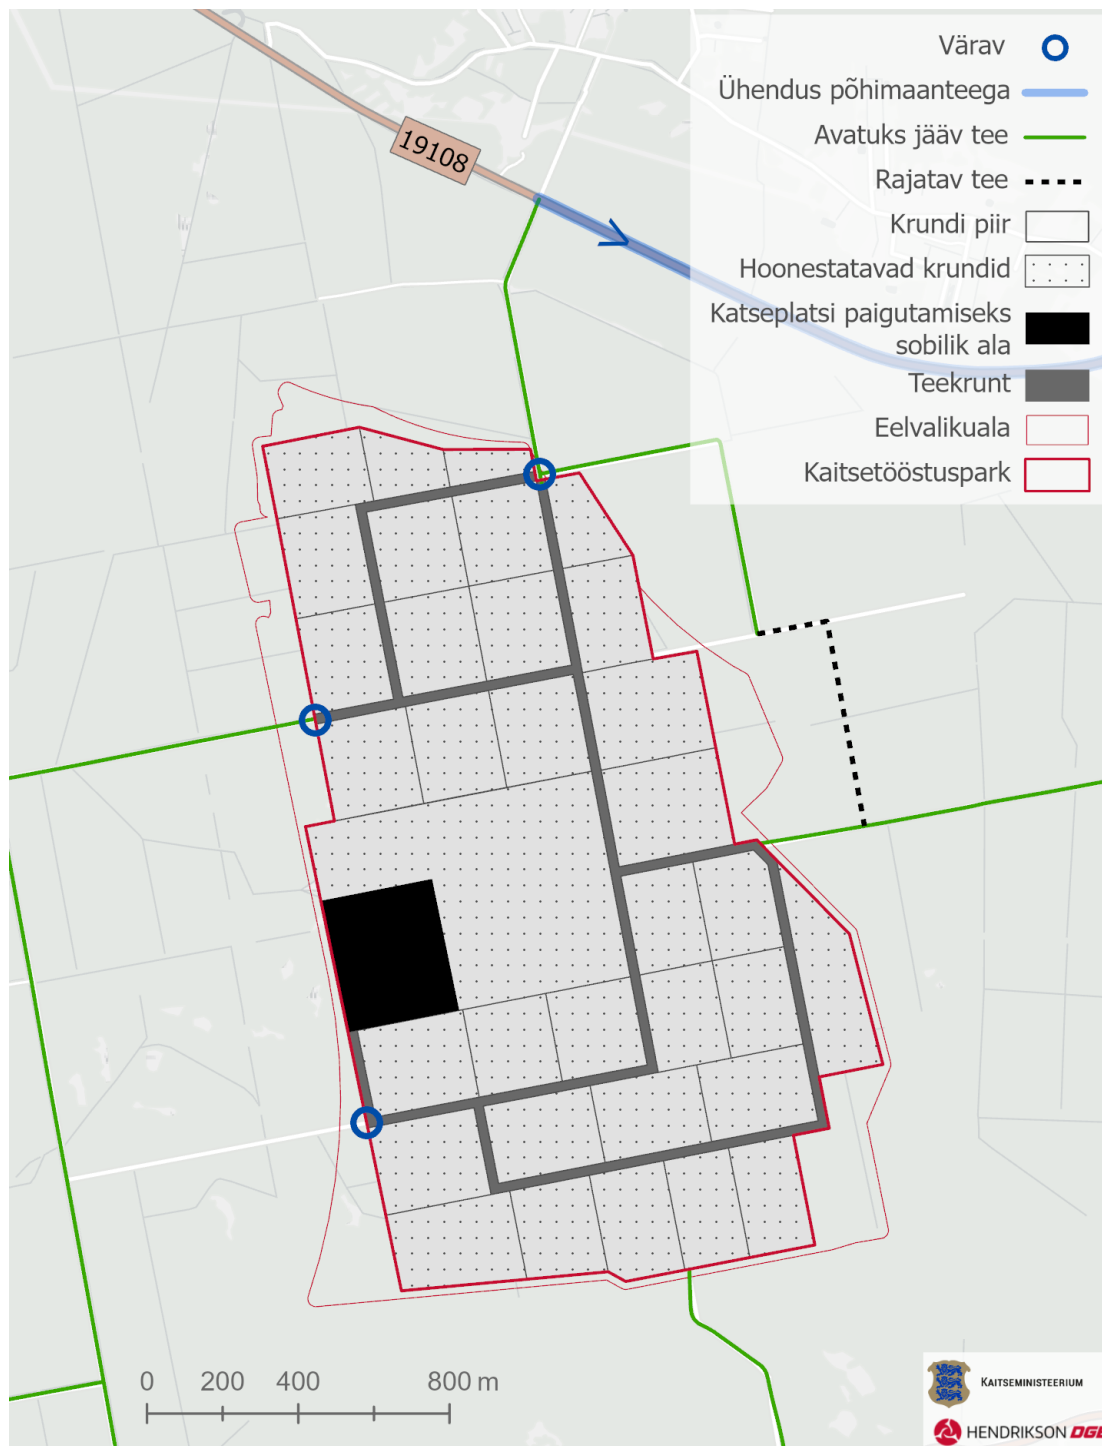 Värav
Ühendus põhimaanteega
Avatuks jääv tee
19108
Rajatav tee
Krundi piir
Hoonestatavad krundid
Katseplatsi paigutamiseks
sobilik ala
Teekrunt
Eelvalikuala
Kaitsetööstuspark
0 200 400 800 m
KAITSEMINISTEERIUM
HENDRIKSON DGE